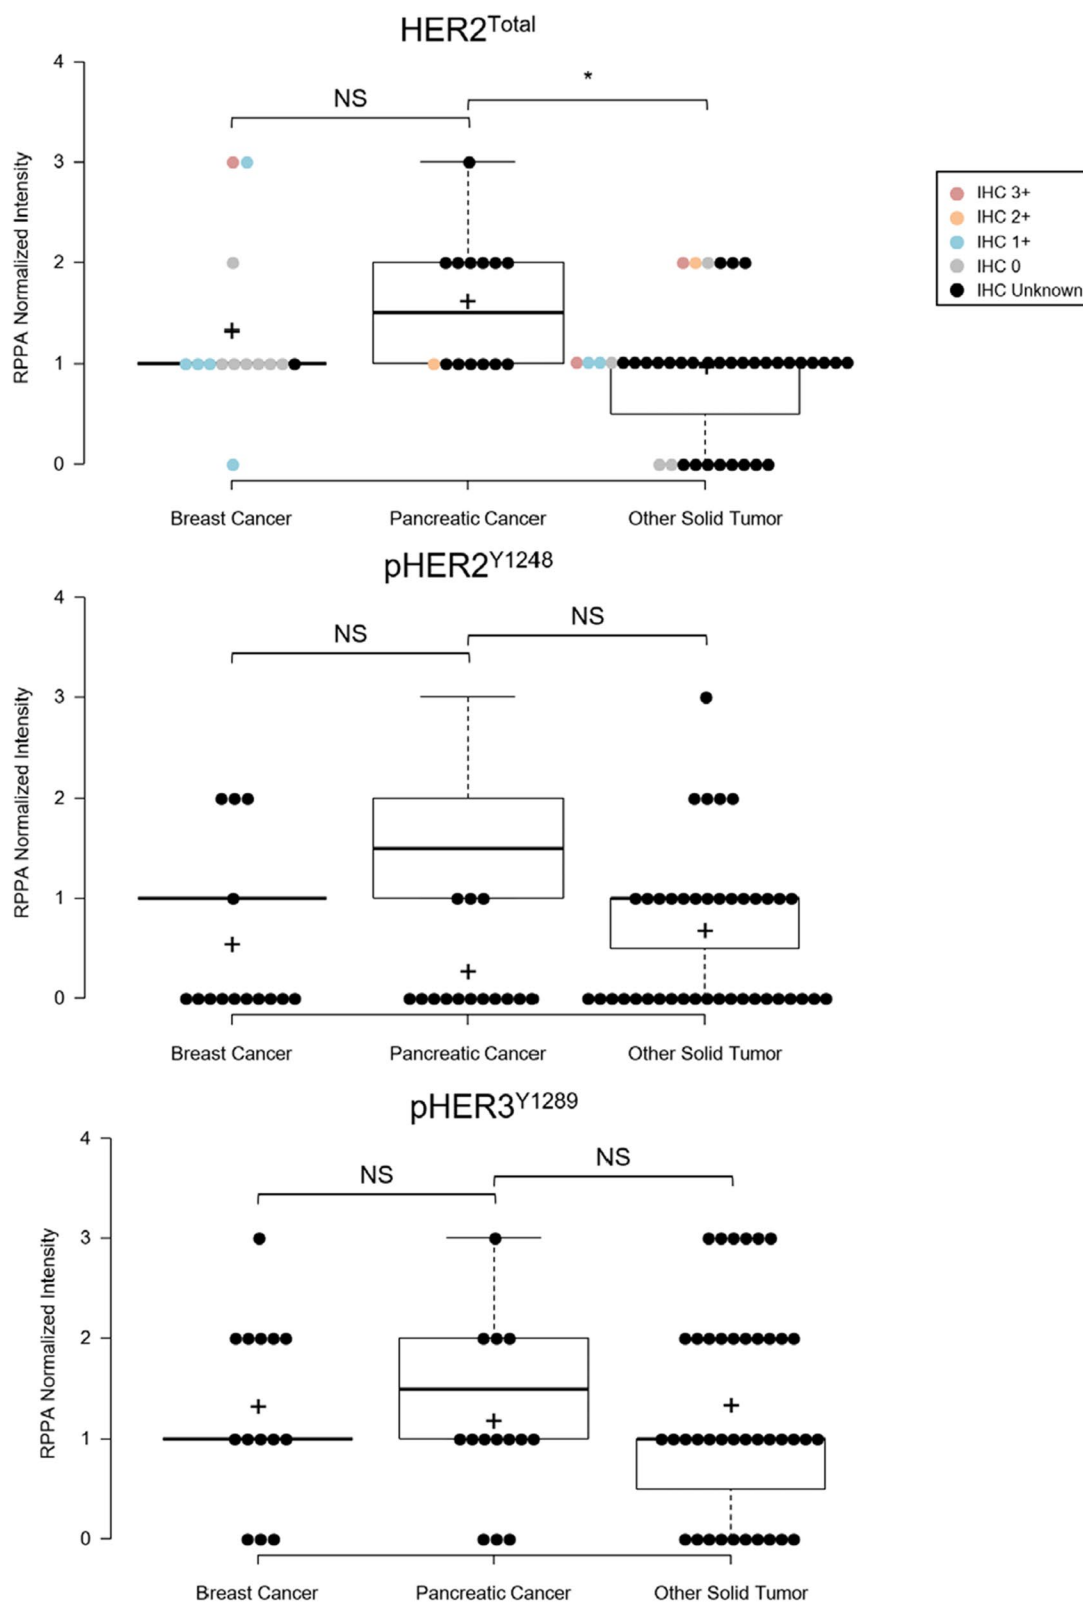 HER2Total
4
3
2
1
0
RPPA Normalized Intensity
NS
*
IHC 3+
IHC 2+
IHC 1+
IHC 0
IHC Unknown
Breast Cancer
Pancreatic Cancer
Other Solid Tumor
pHER2Y1248
4
3
2
1
0
RPPA Normalized Intensity
NS
NS
Breast Cancer
Pancreatic Cancer
Other Solid Tumor
pHER3Y1289
4
3
2
1
0
RPPA Normalized Intensity
NS
NS
Breast Cancer
Pancreatic Cancer
Other Solid Tumor